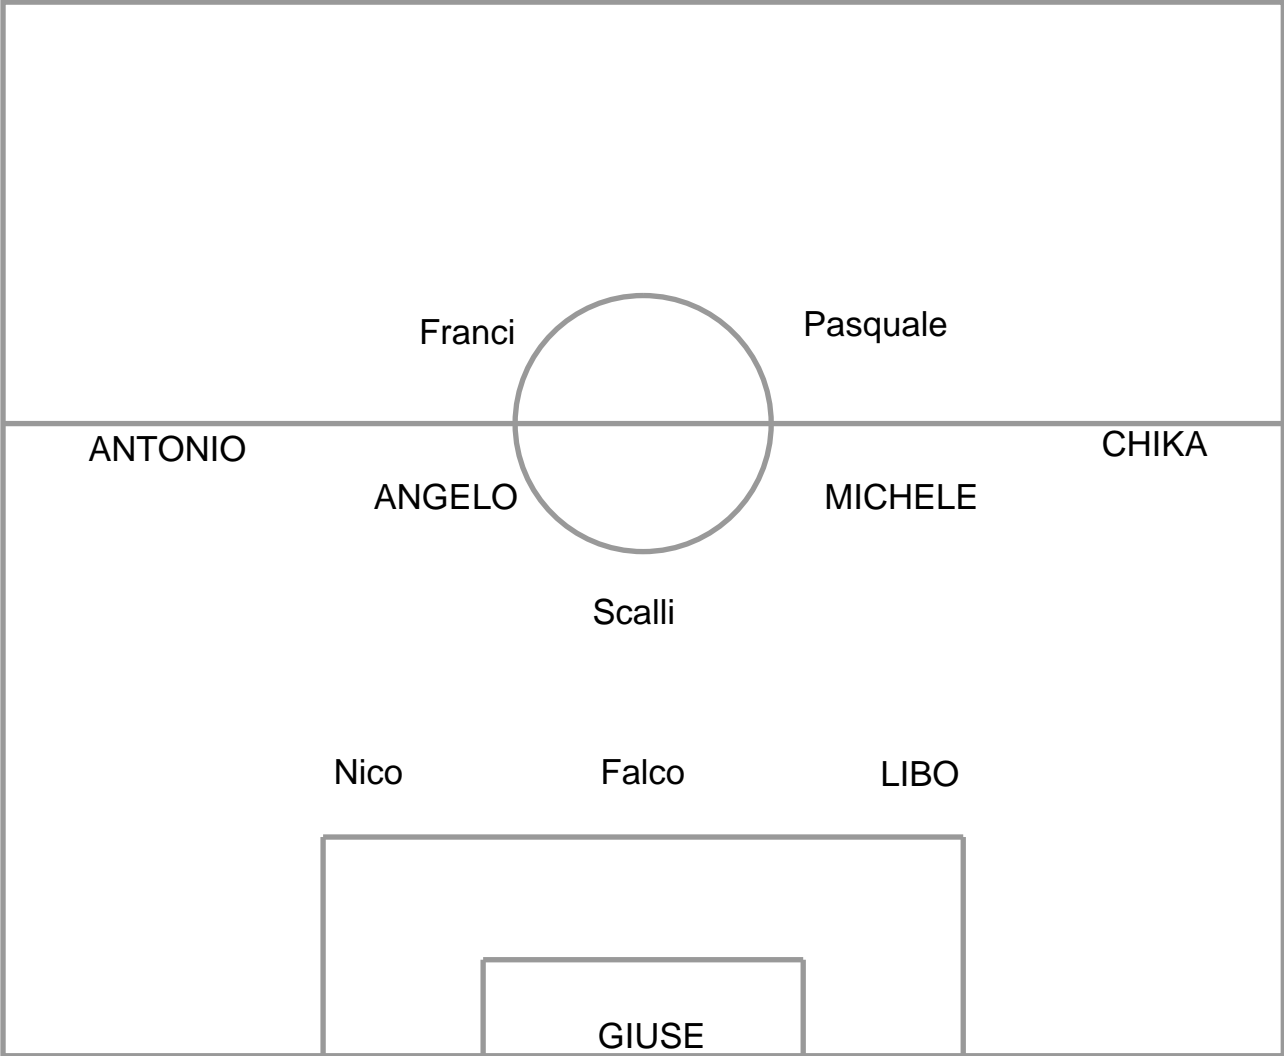 Franci
Pasquale
ANTONIO
CHIKA
ANGELO
MICHELE
Scalli
Nico
Falco
LIBO
GIUSE